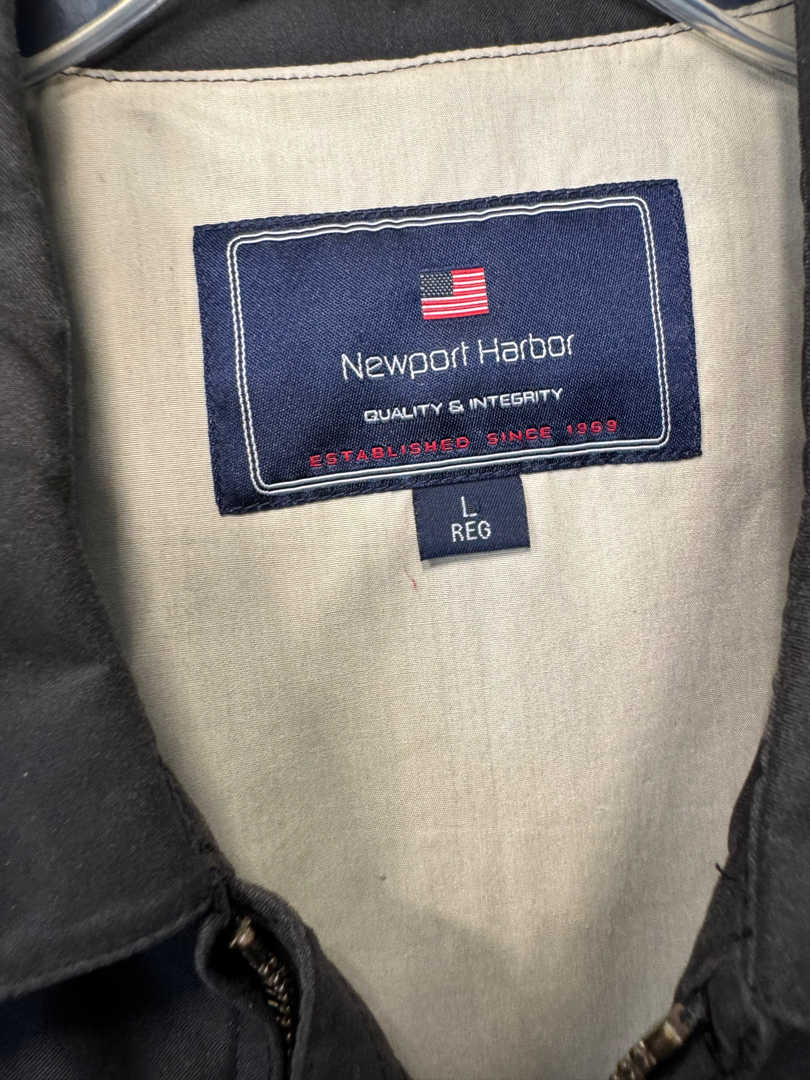 Newport Harbor
QUALITY & INTEGRITY
ESTABLISHED SINCE 1969
L
REG